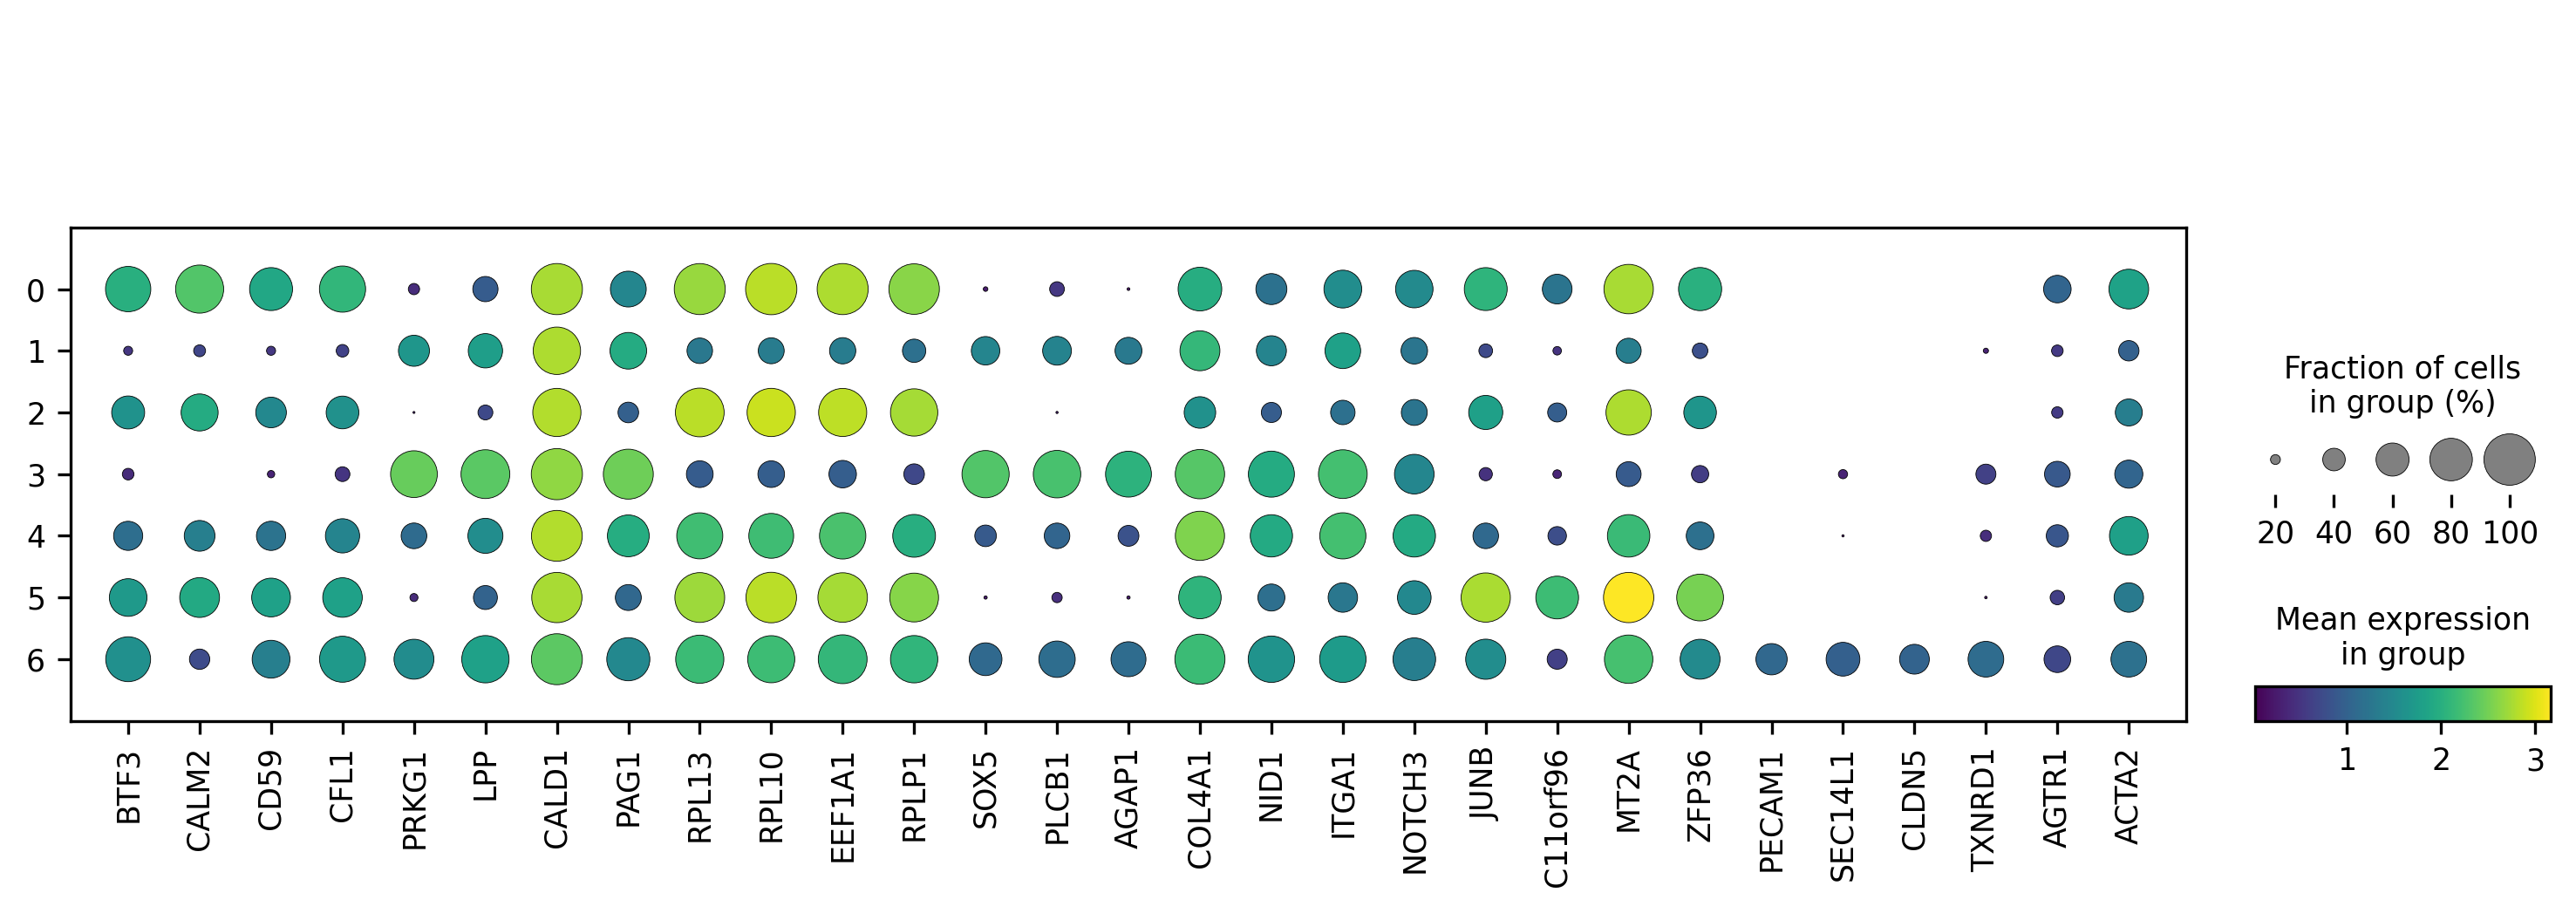 0
1
2
3
4
5
6
BTF3
CALM2
CD59
CFL1
PRKG1
LPP
CALD1
PAG1
RPL13
RPL10
EEF1A1
RPLP1
SOX5
PLCB1
AGAP1
COL4A1
NID1
ITGA1
NOTCH3
JUNB
C11orf96
MT2A
ZFP36
PECAM1
SEC14L1
CLDN5
TXNRD1
AGTR1
ACTA2
Fraction of cells
in group (%)
20 40 60 80 100
Mean expression
in group
1 2 3